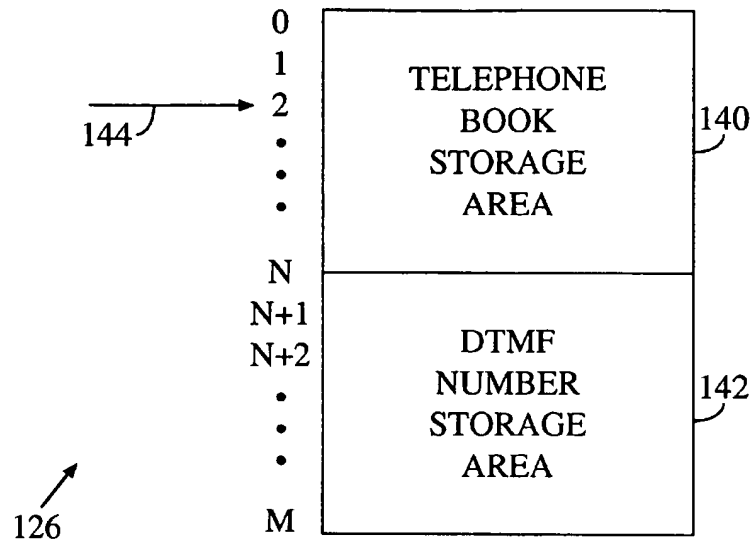 0
1
2
144
TELEPHONE
BOOK
STORAGE
AREA
140
N
N+1
N+2
DTMF
NUMBER
STORAGE
AREA
142
126
M